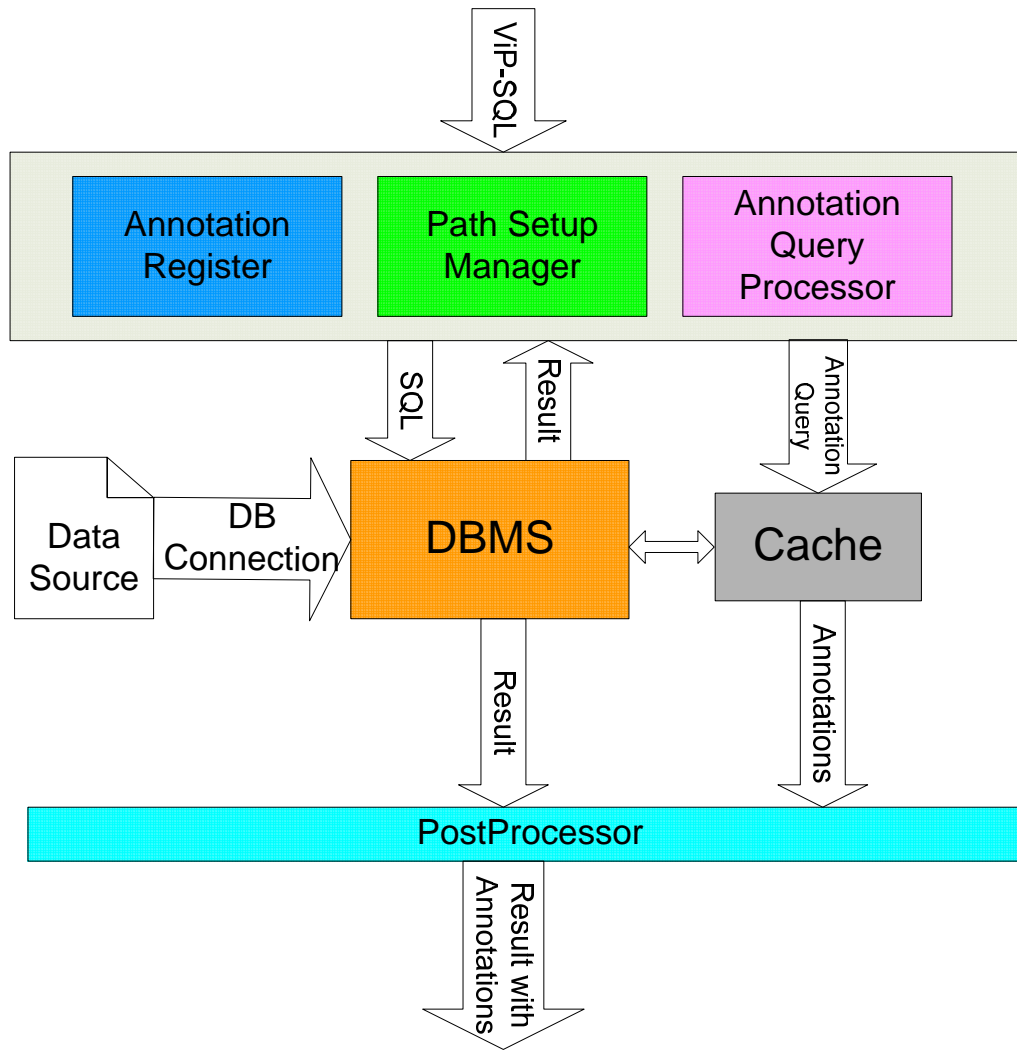 ViP-SQL
Annotation
Register
Path Setup
Manager
Annotation
Query
Processor
SQL
Result
Annotation
Query
Data
Source
DB
Connection
DBMS
Cache
Result
Annotations
PostProcessor
Result with
Annotations